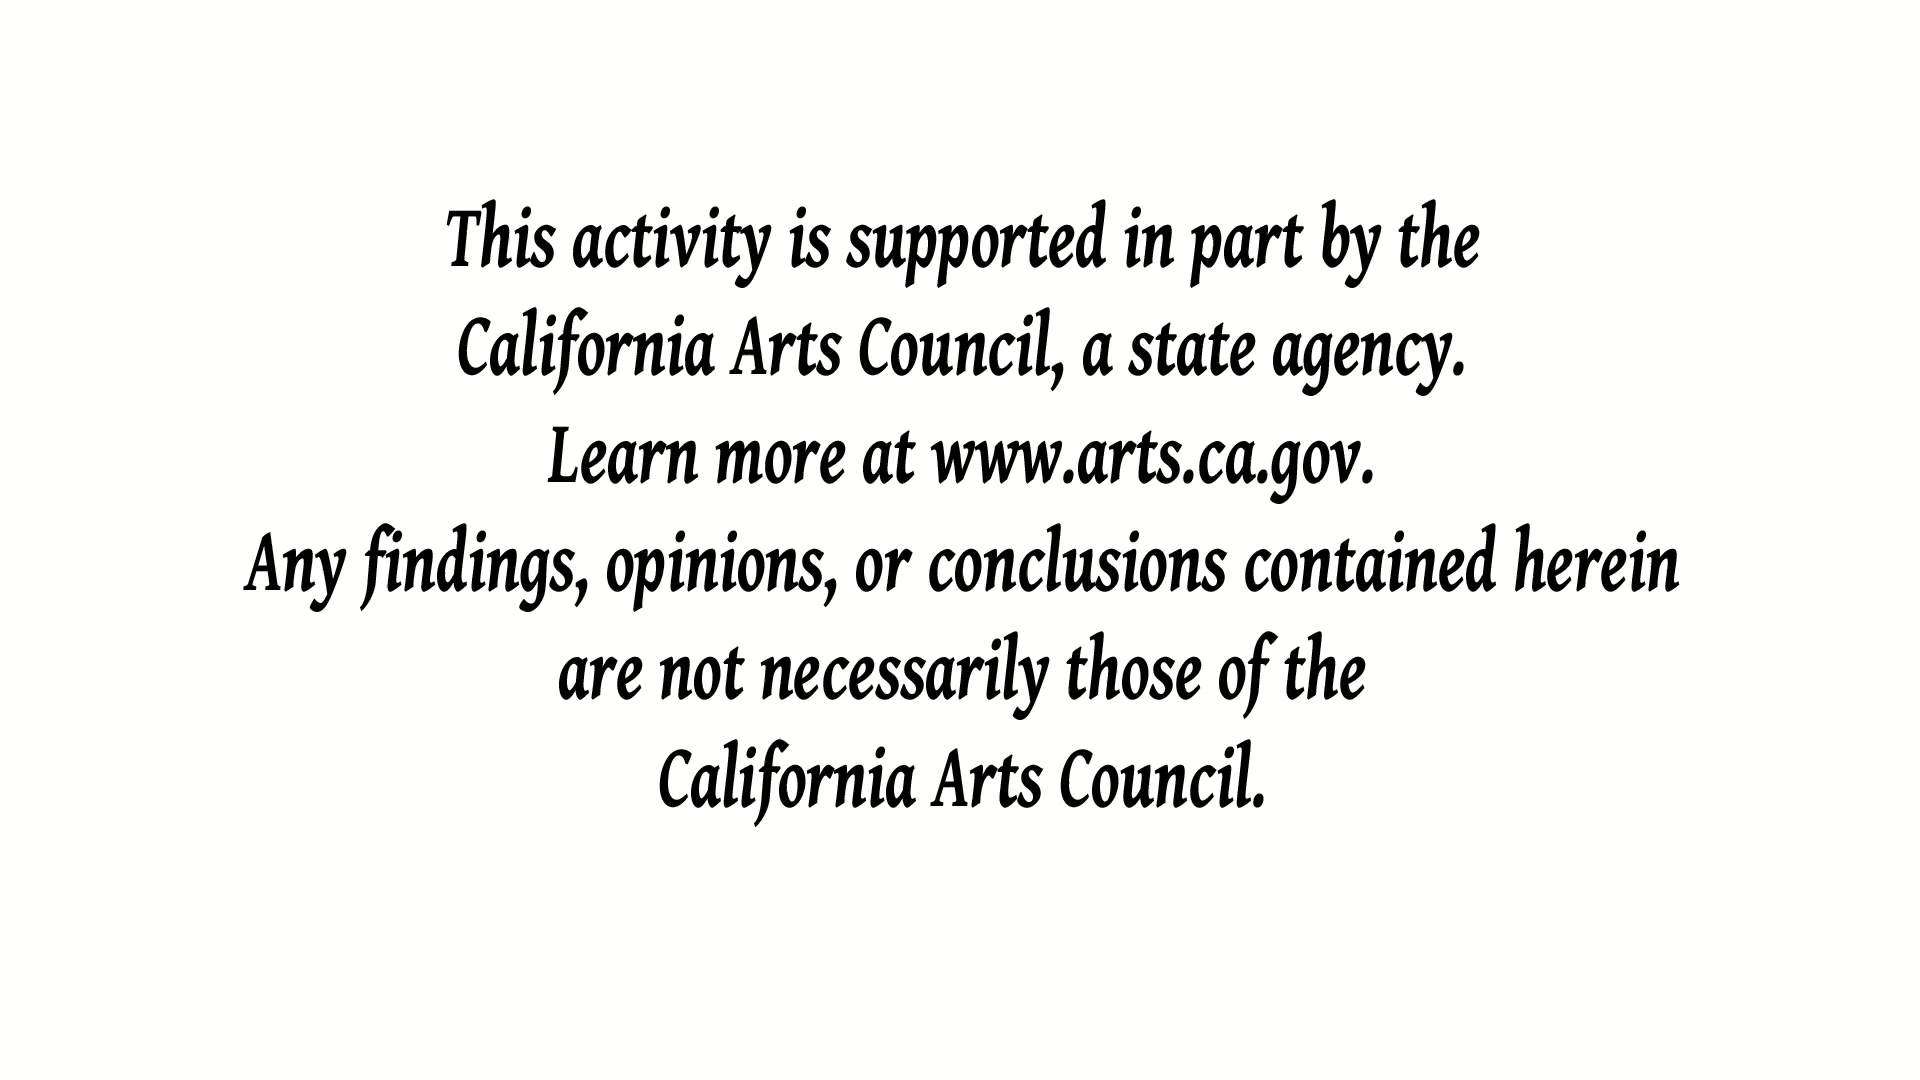 This activity is supported in part by the
California Arts Council, a state agency.
Learn more at www.arts.ca.gov.
Any findings, opinions, or conclusions contained herein
are not necessarily those of the
California Arts Council.